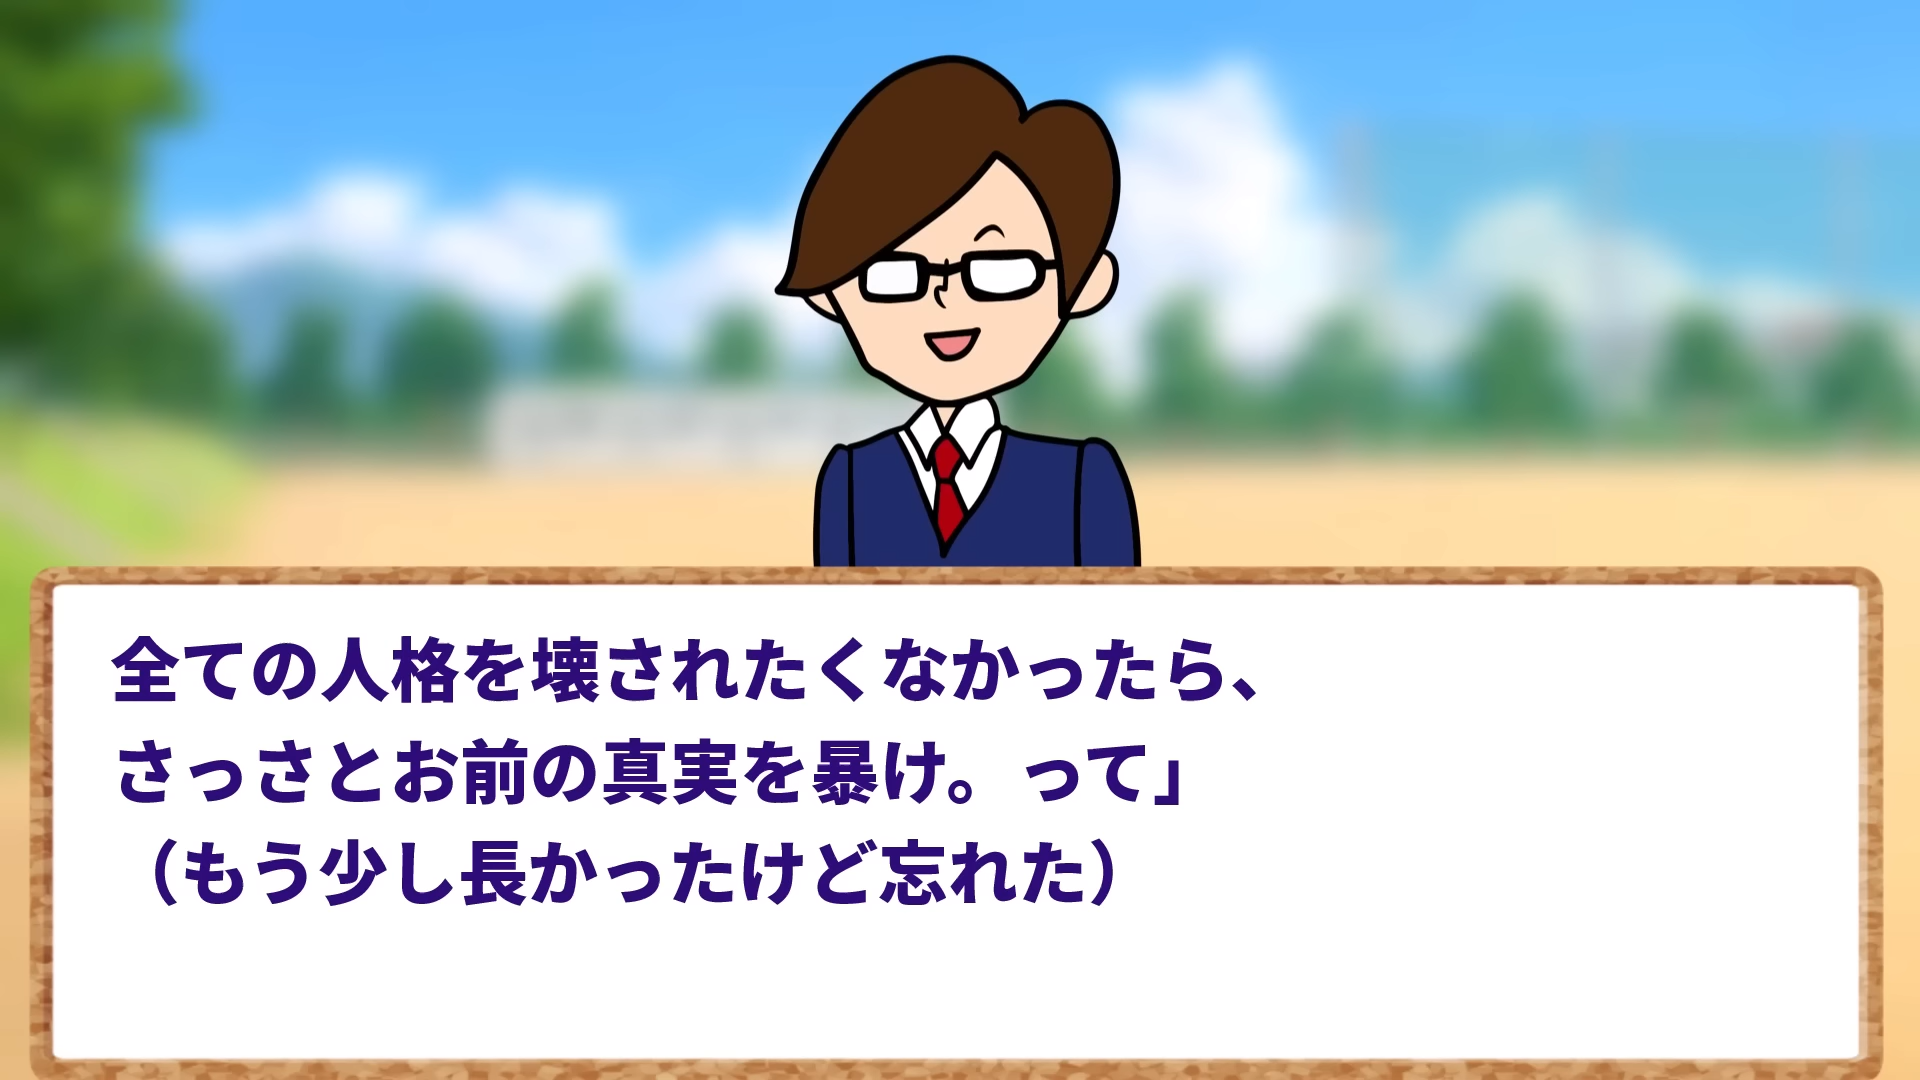 全ての人格を壊されたくなかったら、
さっさとお前の真実を暴け。って」
（もう少し長かったけど忘れた）